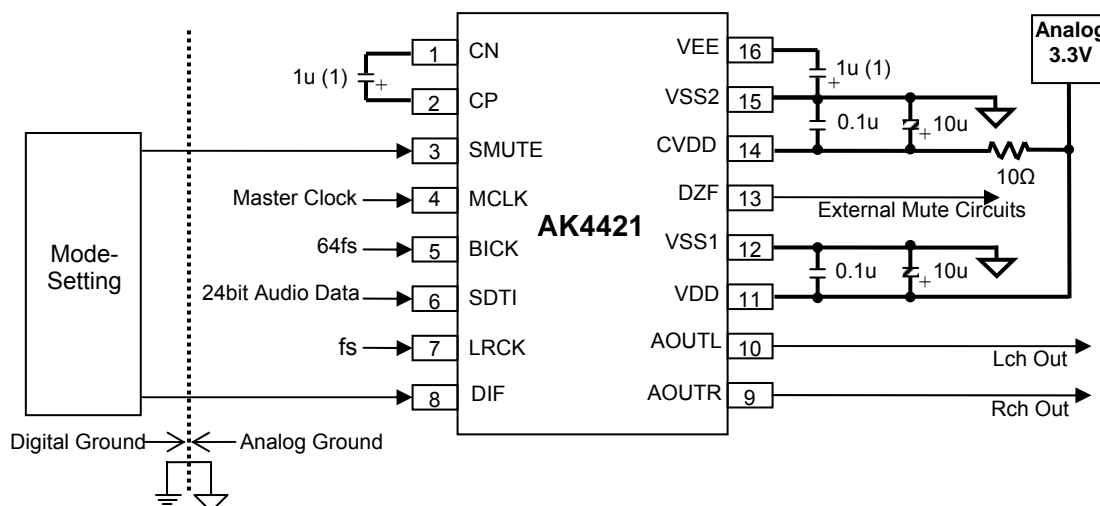 1 CN
1u (1)
+
2 CP
3 SMUTE
Master Clock 4 MCLK
64fs 5 BICK
24bit Audio Data 6 SDTI
fs 7 LRCK
8 DIF
Mode-
Setting
Digital Ground
Analog Ground
AK4421
VEE 16
1u (1)
+
VSS2 15
0.1u
+ 10u
CVDD 14
10Ω
Analog
3.3V
DZF 13
External Mute Circuits
VSS1 12
0.1u
+ 10u
VDD 11
AOUTL 10
Lch Out
AOUTR 9
Rch Out